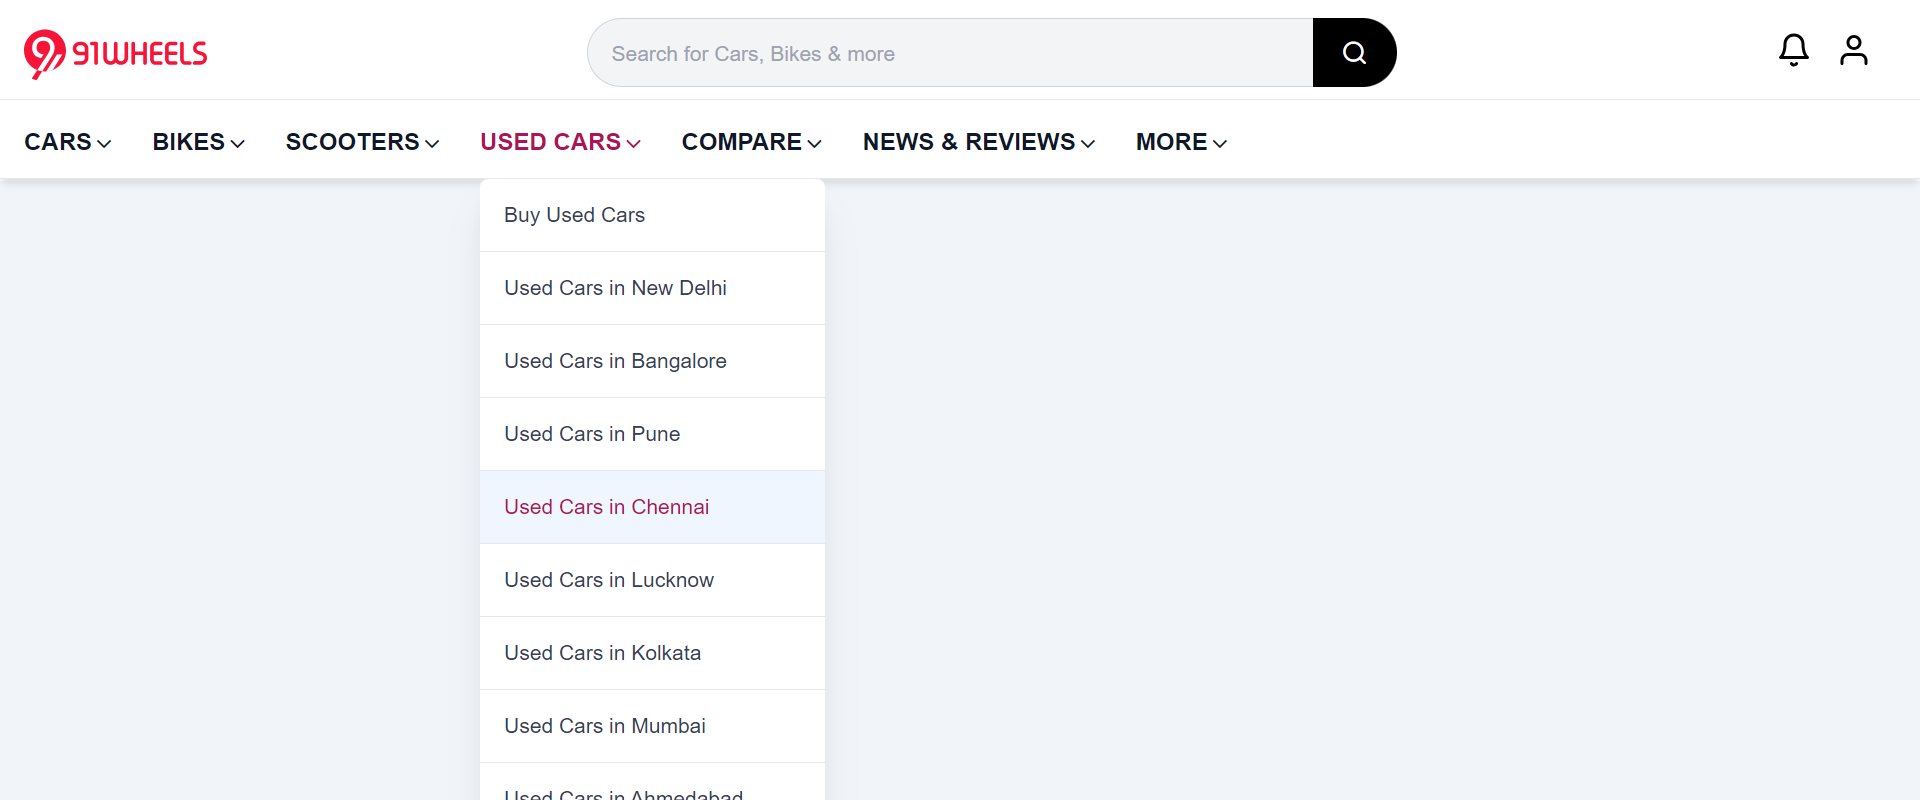 91WHEELS
Search for Cars, Bikes & more
CARS BIKES SCOOTERS USED CARS COMPARE NEWS & REVIEWS MORE
Buy Used Cars
Used Cars in New Delhi
Used Cars in Bangalore
Used Cars in Pune
Used Cars in Chennai
Used Cars in Lucknow
Used Cars in Kolkata
Used Cars in Mumbai
Used Cars in Ahmedabad